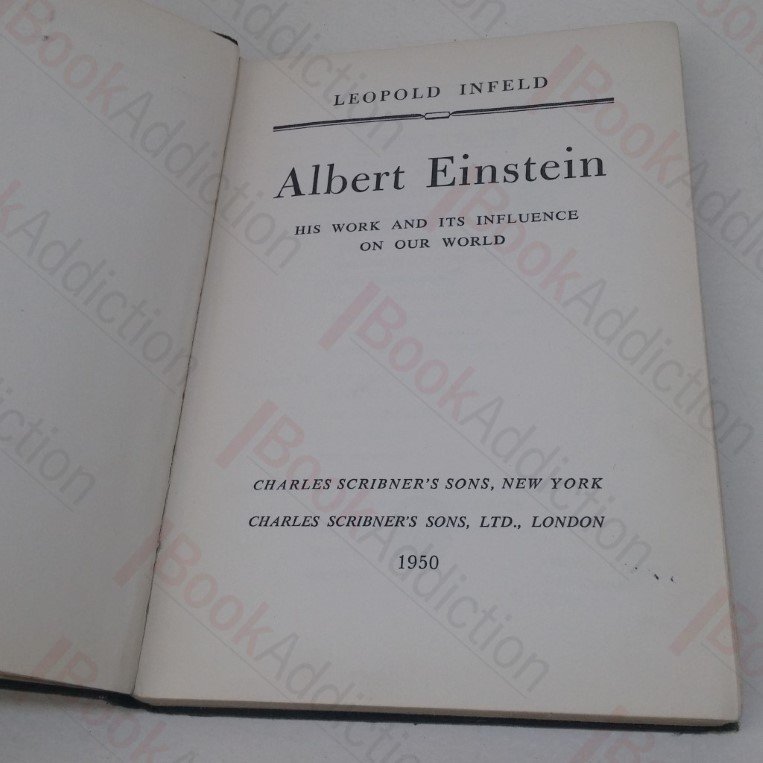 LEOPOLD INFELD
Albert Einstein
HIS WORK AND ITS INFLUENCE
ON OUR WORLD
CHARLES SCRIBNER'S SONS, NEW YORK
CHARLES SCRIBNER'S SONS, LTD., LONDON
1950
BookAddiction